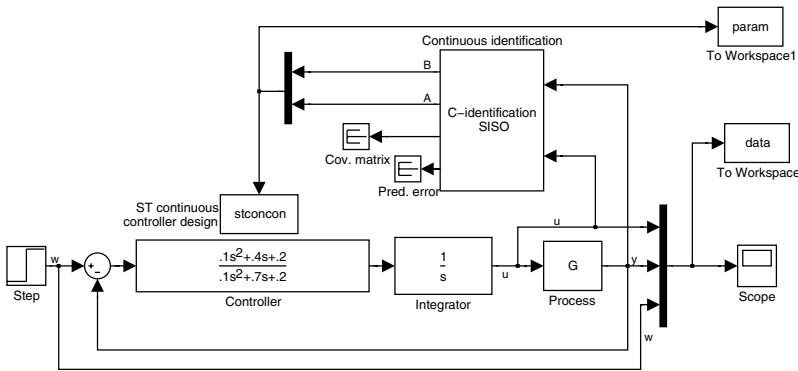 param
To Workspace1
Continuous identification
B
A
C-identification
SISO
Cov. matrix
Pred. error
data
To Workspace
ST continuous
controller design
stconcon
w
Step
+
-
.1s²+.4s+.2
.1s²+.7s+.2
Controller
1
s
Integrator
u
u
G
Process
y
w
Scope